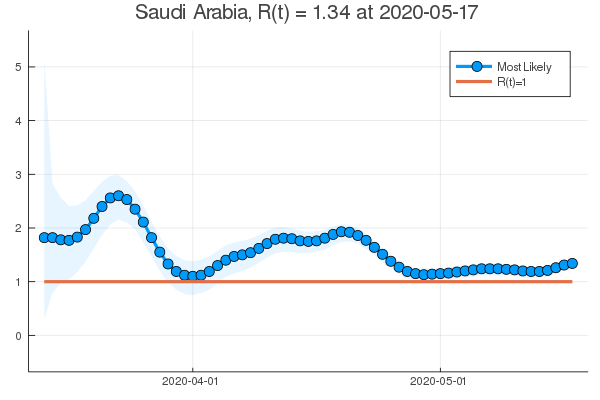 Saudi Arabia, R(t) = 1.34 at 2020-05-17
Most Likely
R(t)=1
5
4
3
2
1
0
2020-04-01
2020-05-01